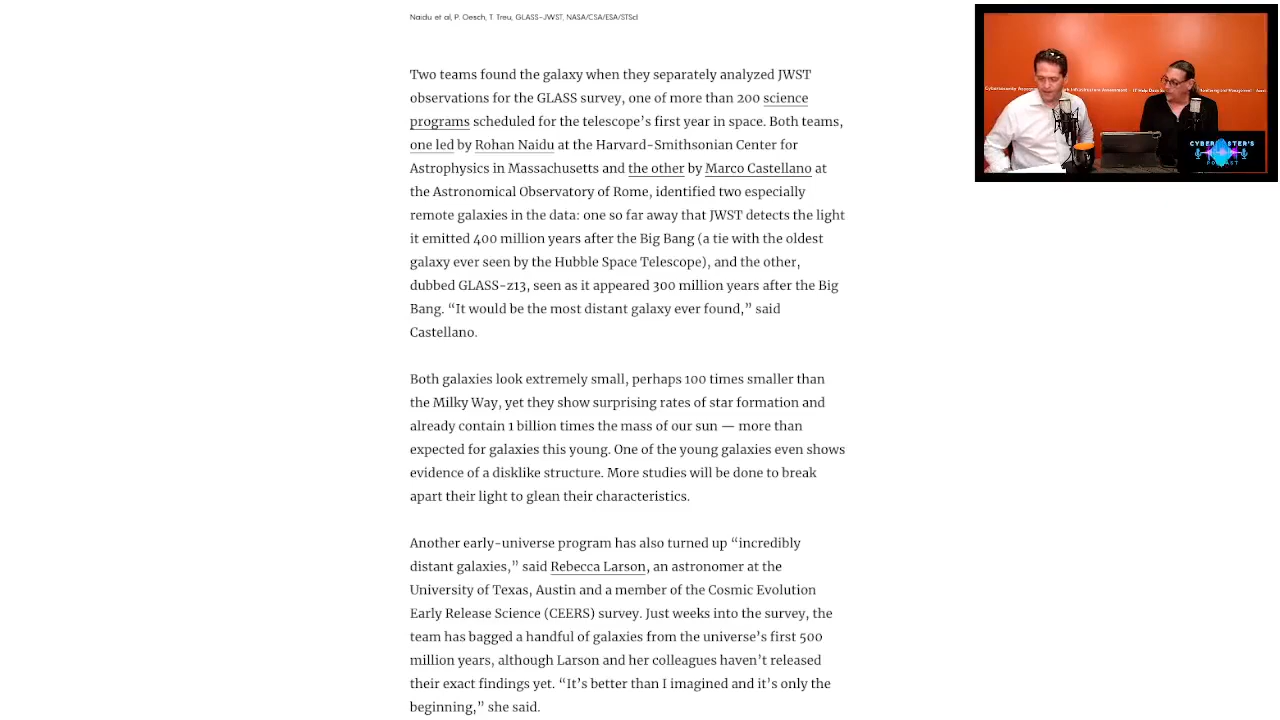 Naidu et al, P. Oesch, T. Treu, GLASS-JWST, NASA/CSA/ESA/STScI
Two teams found the galaxy when they separately analyzed JWST
observations for the GLASS survey, one of more than 200 science
programs scheduled for the telescope’s first year in space. Both teams,
one led by Rohan Naidu at the Harvard-Smithsonian Center for
Astrophysics in Massachusetts and the other by Marco Castellano at
the Astronomical Observatory of Rome, identified two especially
remote galaxies in the data: one so far away that JWST detects the light
it emitted 400 million years after the Big Bang (a tie with the oldest
galaxy ever seen by the Hubble Space Telescope), and the other,
dubbed GLASS-z13, seen as it appeared 300 million years after the Big
Bang. “It would be the most distant galaxy ever found,” said
Castellano.
Both galaxies look extremely small, perhaps 100 times smaller than
the Milky Way, yet they show surprising rates of star formation and
already contain 1 billion times the mass of our sun — more than
expected for galaxies this young. One of the young galaxies even shows
evidence of a disklike structure. More studies will be done to break
apart their light to glean their characteristics.
Another early-universe program has also turned up “incredibly
distant galaxies,” said Rebecca Larson, an astronomer at the
University of Texas, Austin and a member of the Cosmic Evolution
Early Release Science (CEERS) survey. Just weeks into the survey, the
team has bagged a handful of galaxies from the universe’s first 500
million years, although Larson and her colleagues haven’t released
their exact findings yet. “It’s better than I imagined and it’s only the
beginning,” she said.
Cybersecurity Infrastructure Assessment IT Help Desk Monitoring and Management
PODCAST